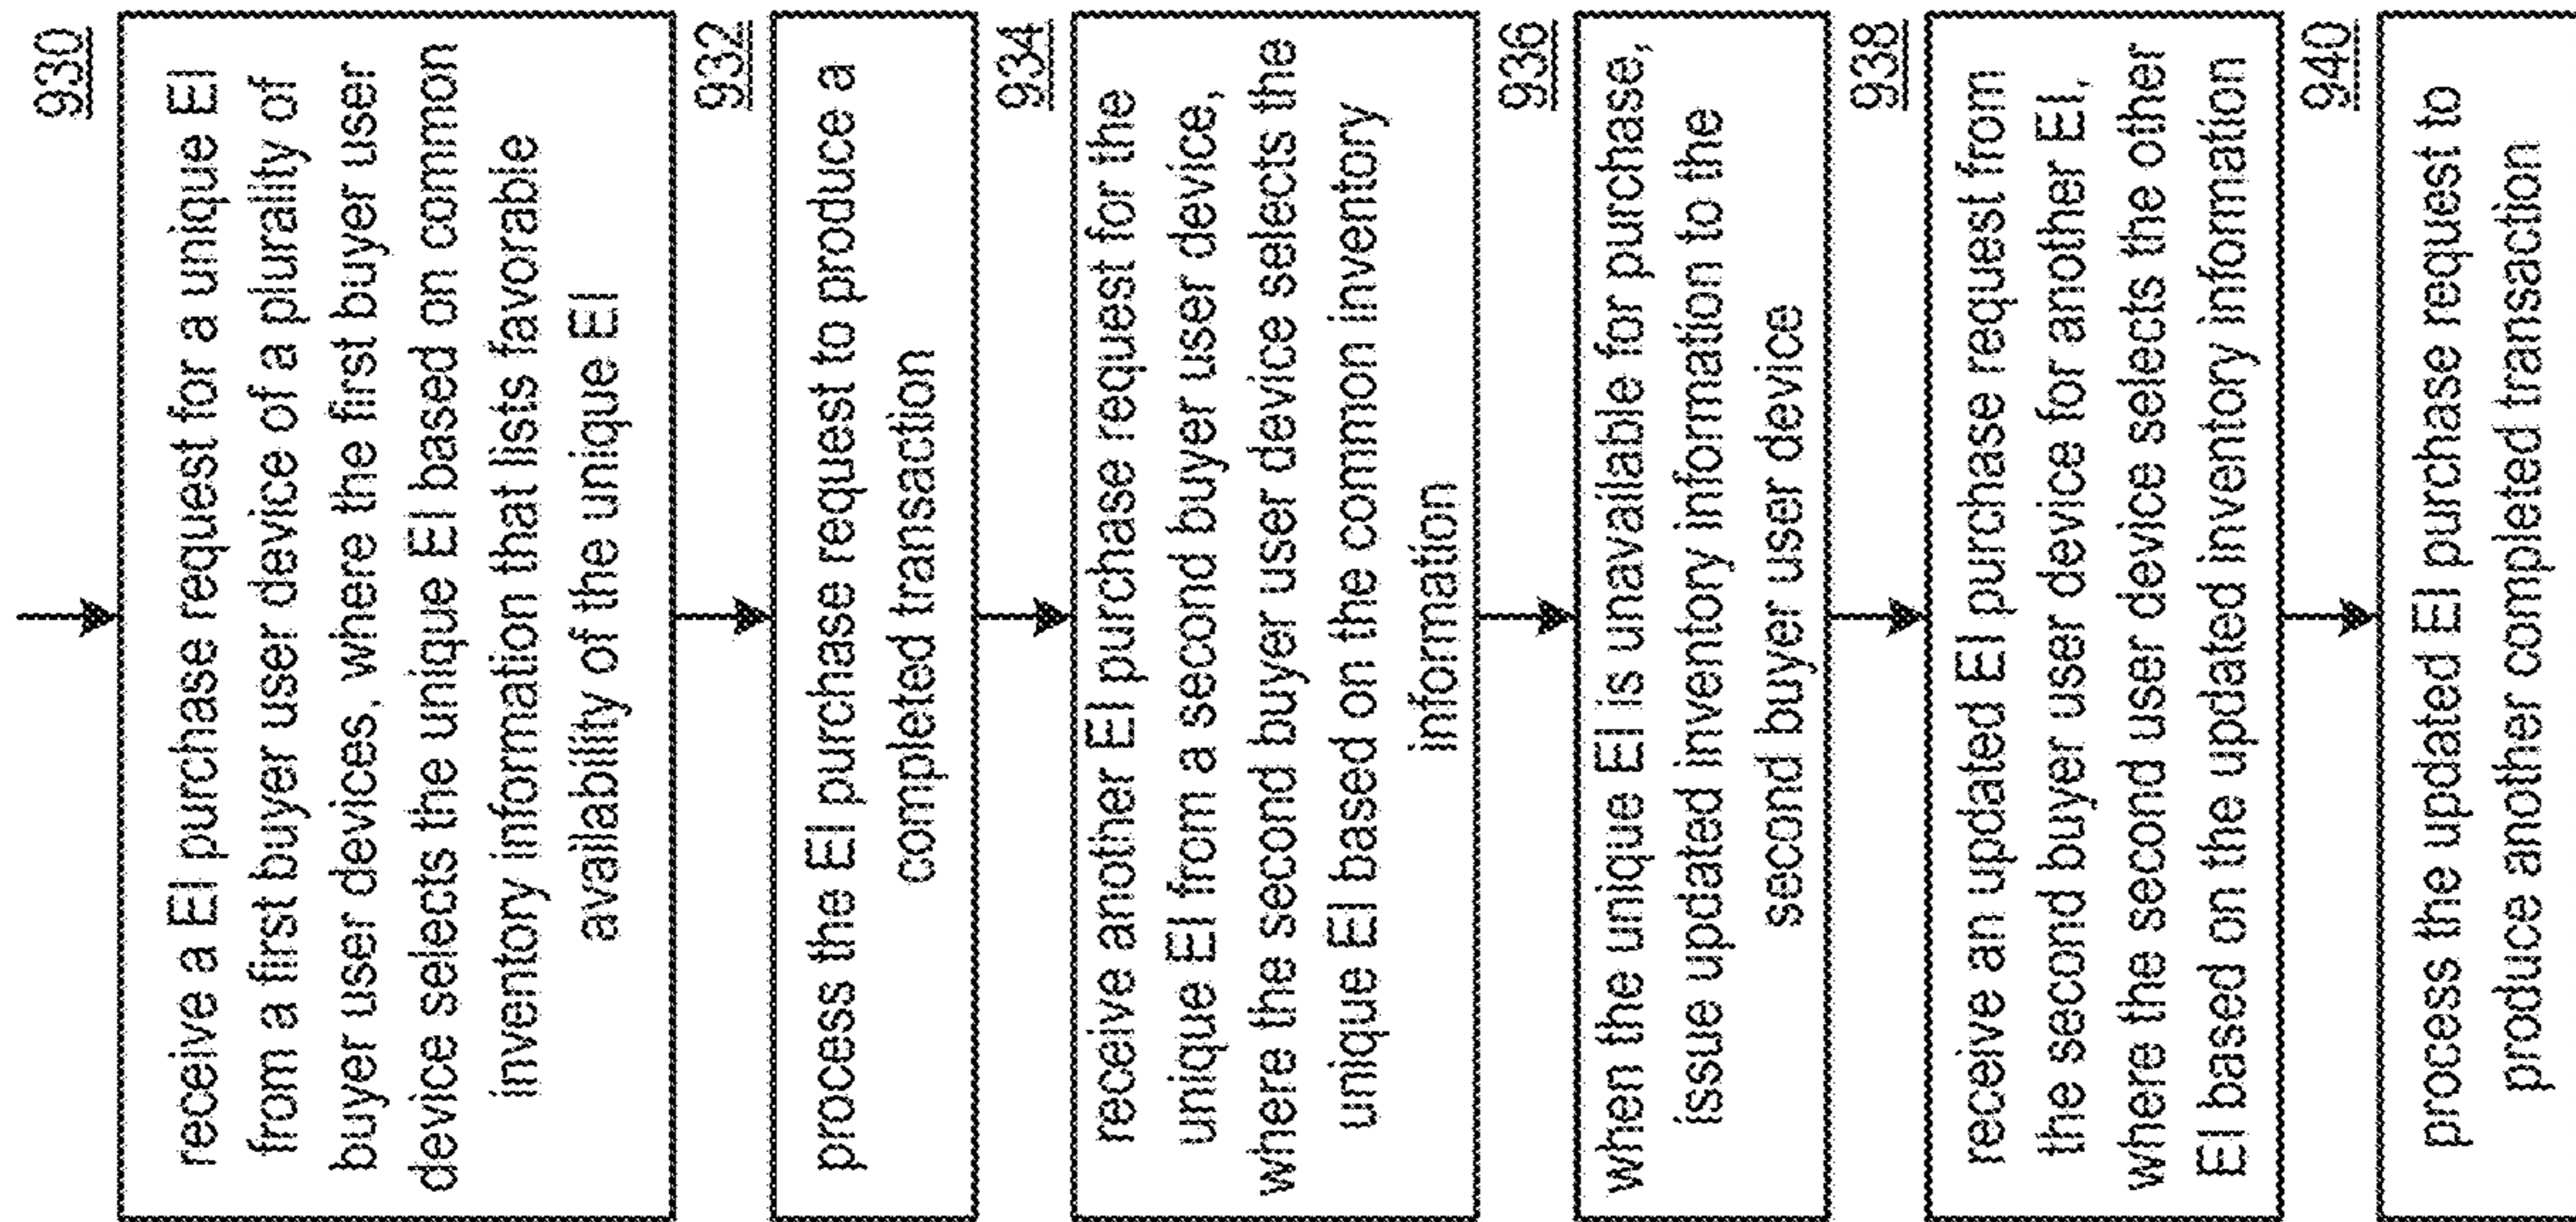 930
receive a EI purchase request for a unique EI
from a first buyer user device of a plurality of
buyer user devices, where the first buyer user
device selects the unique EI based on common
inventory information that lists favorable
availability of the unique EI
932
process the EI purchase request to produce a
completed transaction
934
receive another EI purchase request for the
unique EI from a second buyer user device,
where the second buyer user device selects the
unique EI based on the common inventory
information
936
when the unique EI is unavailable for purchase,
issue updated inventory information to the
second buyer user device
938
receive an updated EI purchase request from
the second buyer user device for another EI,
where the second user device selects the other
EI based on the updated inventory information
940
process the updated EI purchase request to
produce another completed transaction